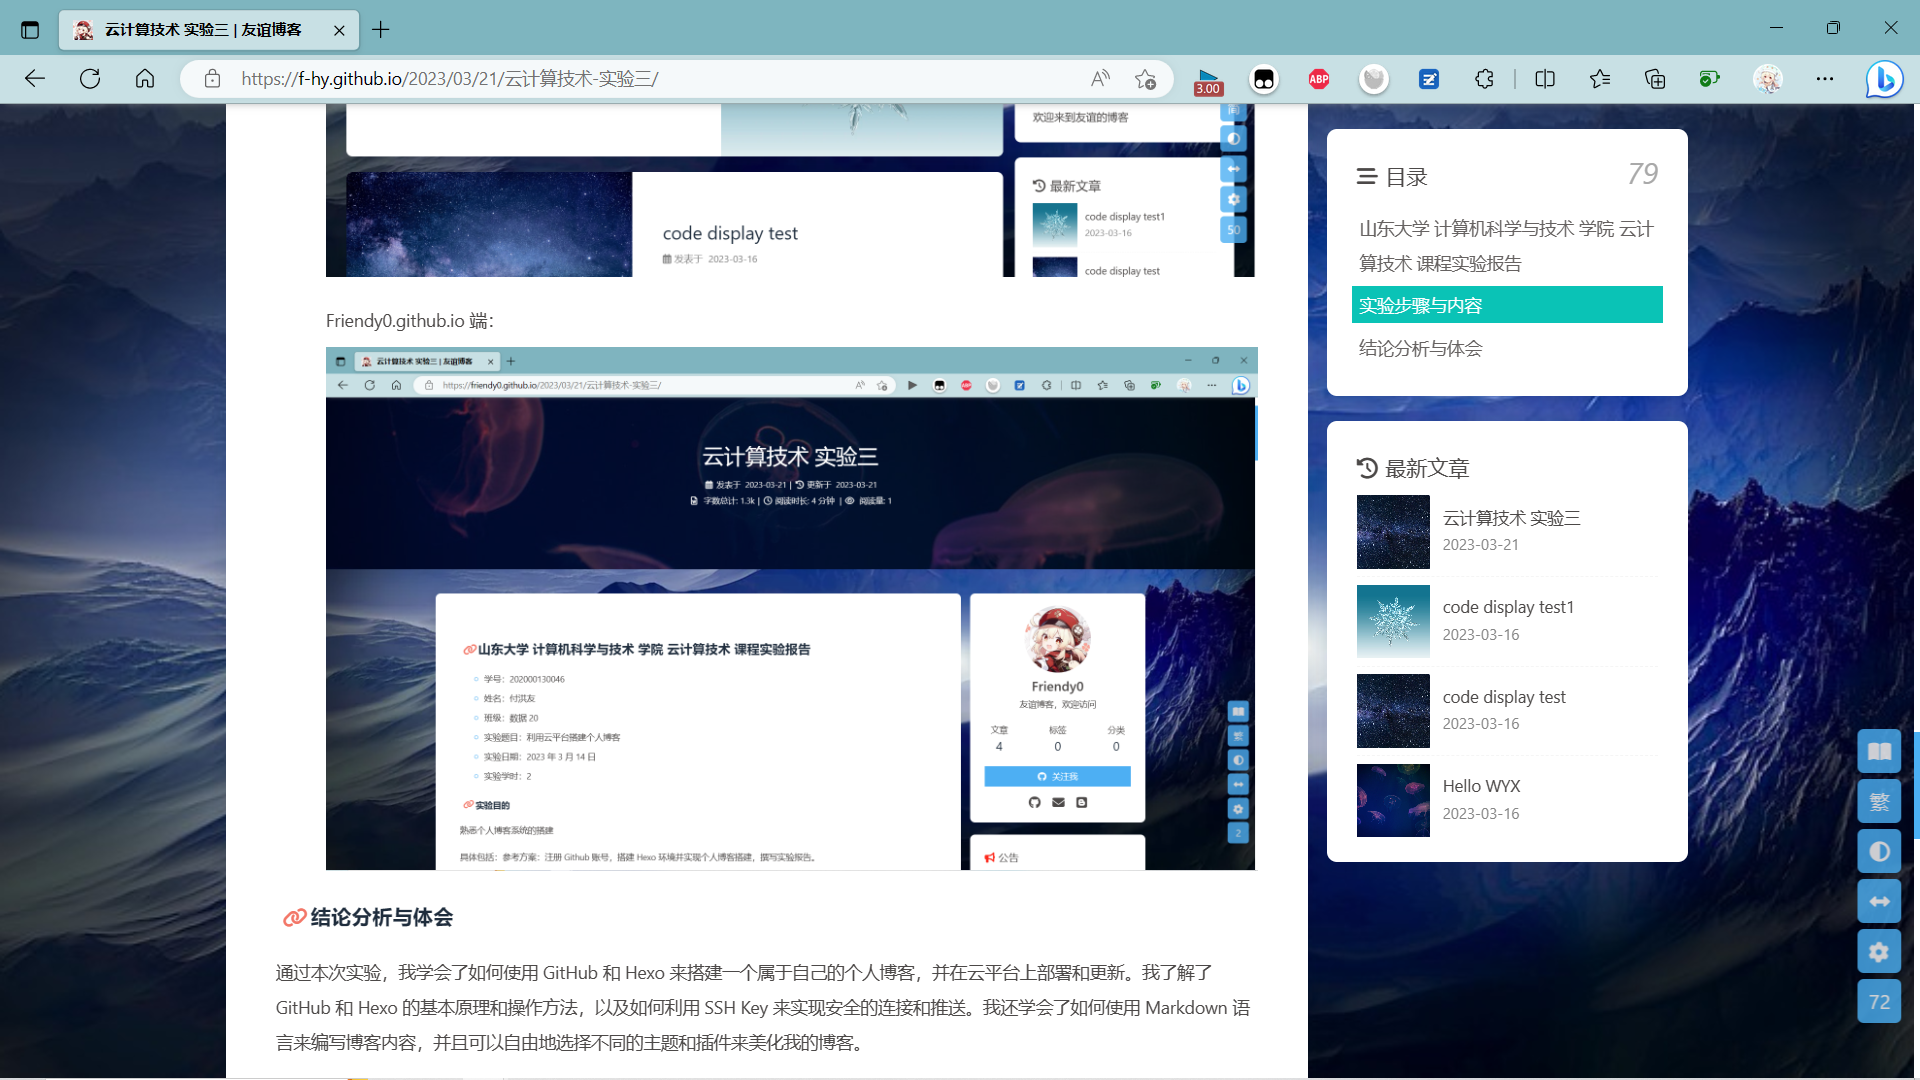 云计算技术 实验三 | 友谊博客
https://f-hy.github.io/2023/03/21/云计算技术-实验三/
3.00
ABP
欢迎来到友谊的博客
最新文章
code display test1
2023-03-16
50
code display test
发表于 2023-03-16
code display test
Friendy0.github.io 端:
云计算技术 实验三 | 友谊博客
https://friendy0.github.io/2023/03/21/云计算技术-实验三/
云计算技术 实验三
发表于 2023-03-21 | 更新于 2023-03-21
字数总计: 1.3k | 阅读时长: 4 分钟 | 阅读量: 1
山东大学 计算机科学与技术 学院 云计算技术 课程实验报告
学号：202000130046
姓名：付洪友
班级：数据 20
实验题目：利用云平台搭建个人博客
实验日期：2023 年 3 月 14 日
实验学时：2
实验目的
熟悉个人博客系统的搭建
具体包括：参考方案：注册 Github 账号，搭建 Hexo 环境并实现个人博客搭建，撰写实验报告。
Friendy0
友谊博客，欢迎访问
文章 标签 分类
4 0 0
关注我
公告
繁
2
结论分析与体会
通过本次实验，我学会了如何使用 GitHub 和 Hexo 来搭建一个属于自己的个人博客，并在云平台上部署和更新。我了解了
GitHub 和 Hexo 的基本原理和操作方法，以及如何利用 SSH Key 来实现安全的连接和推送。我还学会了如何使用 Markdown 语
言来编写博客内容，并且可以自由地选择不同的主题和插件来美化我的博客。
目录 79
山东大学 计算机科学与技术 学院 云计
算技术 课程实验报告
实验步骤与内容
结论分析与体会
最新文章
云计算技术 实验三
2023-03-21
code display test1
2023-03-16
code display test
2023-03-16
Hello WYX
2023-03-16
繁
72